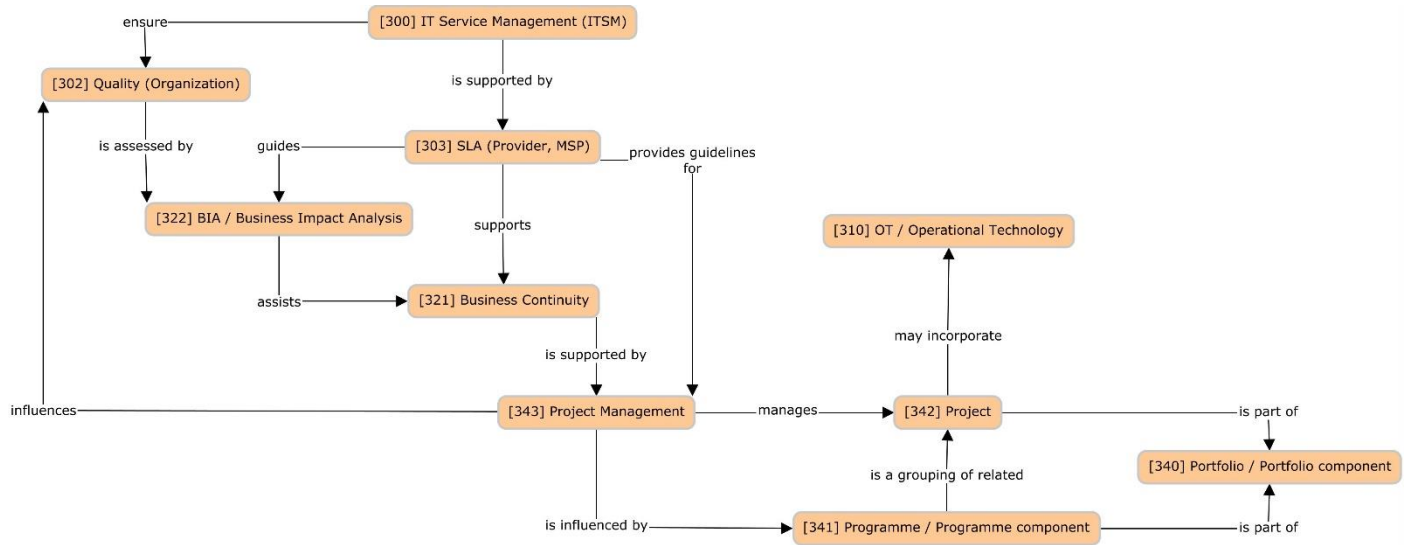 ensure
[300] IT Service Management (ITSM)
[302] Quality (Organization)
is supported by
is assessed by
guides
[303] SLA (Provider, MSP)
provides guidelines
for
[322] BIA / Business Impact Analysis
supports
[310] OT / Operational Technology
assists
[321] Business Continuity
may incorporate
is supported by
influences
[343] Project Management
manages
[342] Project
is part of
[340] Portfolio / Portfolio component
is a grouping of related
is influenced by
[341] Programme / Programme component
is part of